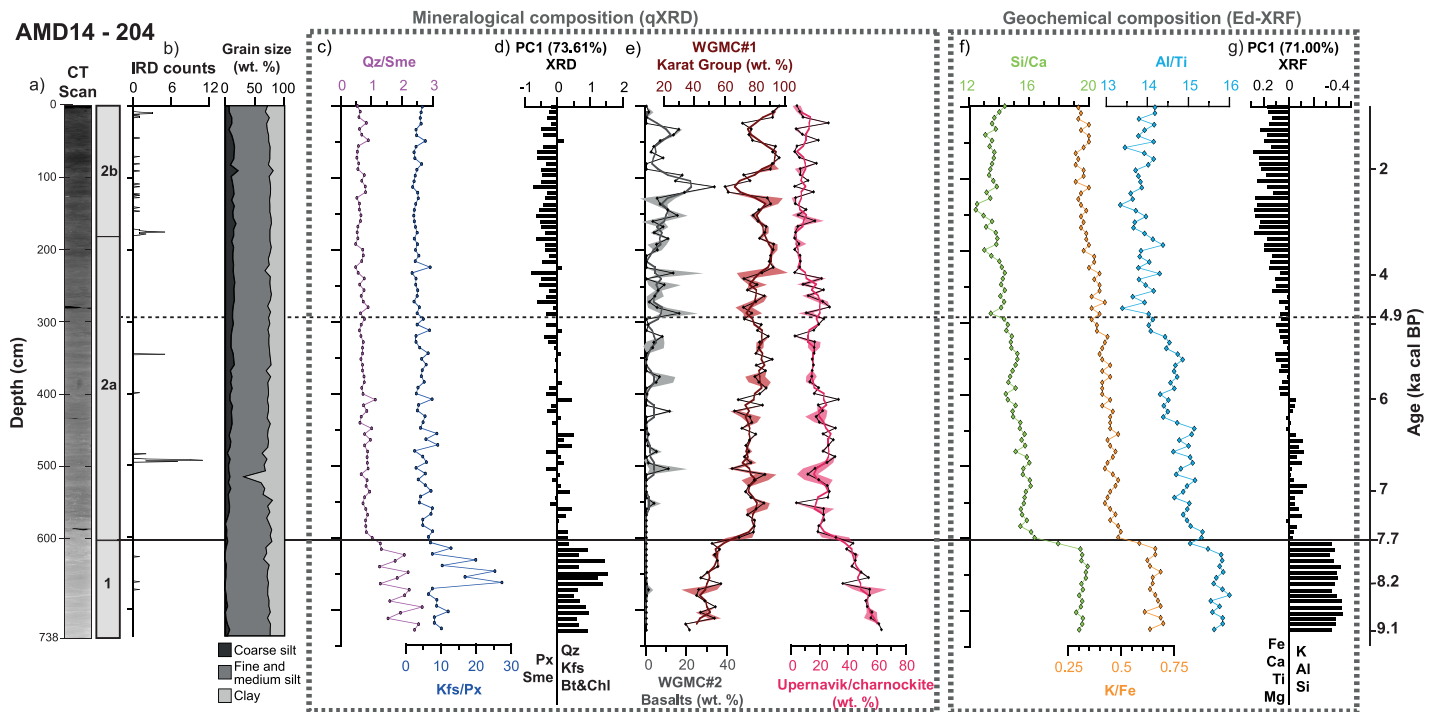 Mineralogical composition (qXRD)
Geochemical composition (Ed-XRF)
AMD14 - 204
a)
CT
Scan
b)
IRD counts
0 6 12
Grain size
(wt. %)
0 50 100
c)
Qz/Sme
0 1 2 3
d) PC1 (73.61%)
XRD
-1 0 1 2
e)
WGMC#1
Karat Group (wt. %)
20 40 60 80 100
f)
Si/Ca
12 16 20
Al/Ti
13 14 15 16
g) PC1 (71.00%)
XRF
0.2 0 -0.4
Depth (cm)
0
100
200
300
400
500
600
738
2b
2a
1
2
4
4.9
6
7
7.7
8.2
9.1
Age (ka cal BP)
Coarse silt
Fine and
medium silt
Clay
0 10 20 30
Kfs/Px
Px
Sme
Qz
Kfs
Bt&Chl
0 20 40
WGMC#2
Basalts (wt. %)
0 20 40 60 80
Upernavik/charnockite
(wt. %)
0.25 0.5 0.75
K/Fe
Fe
Ca
Ti
Mg
K
Al
Si